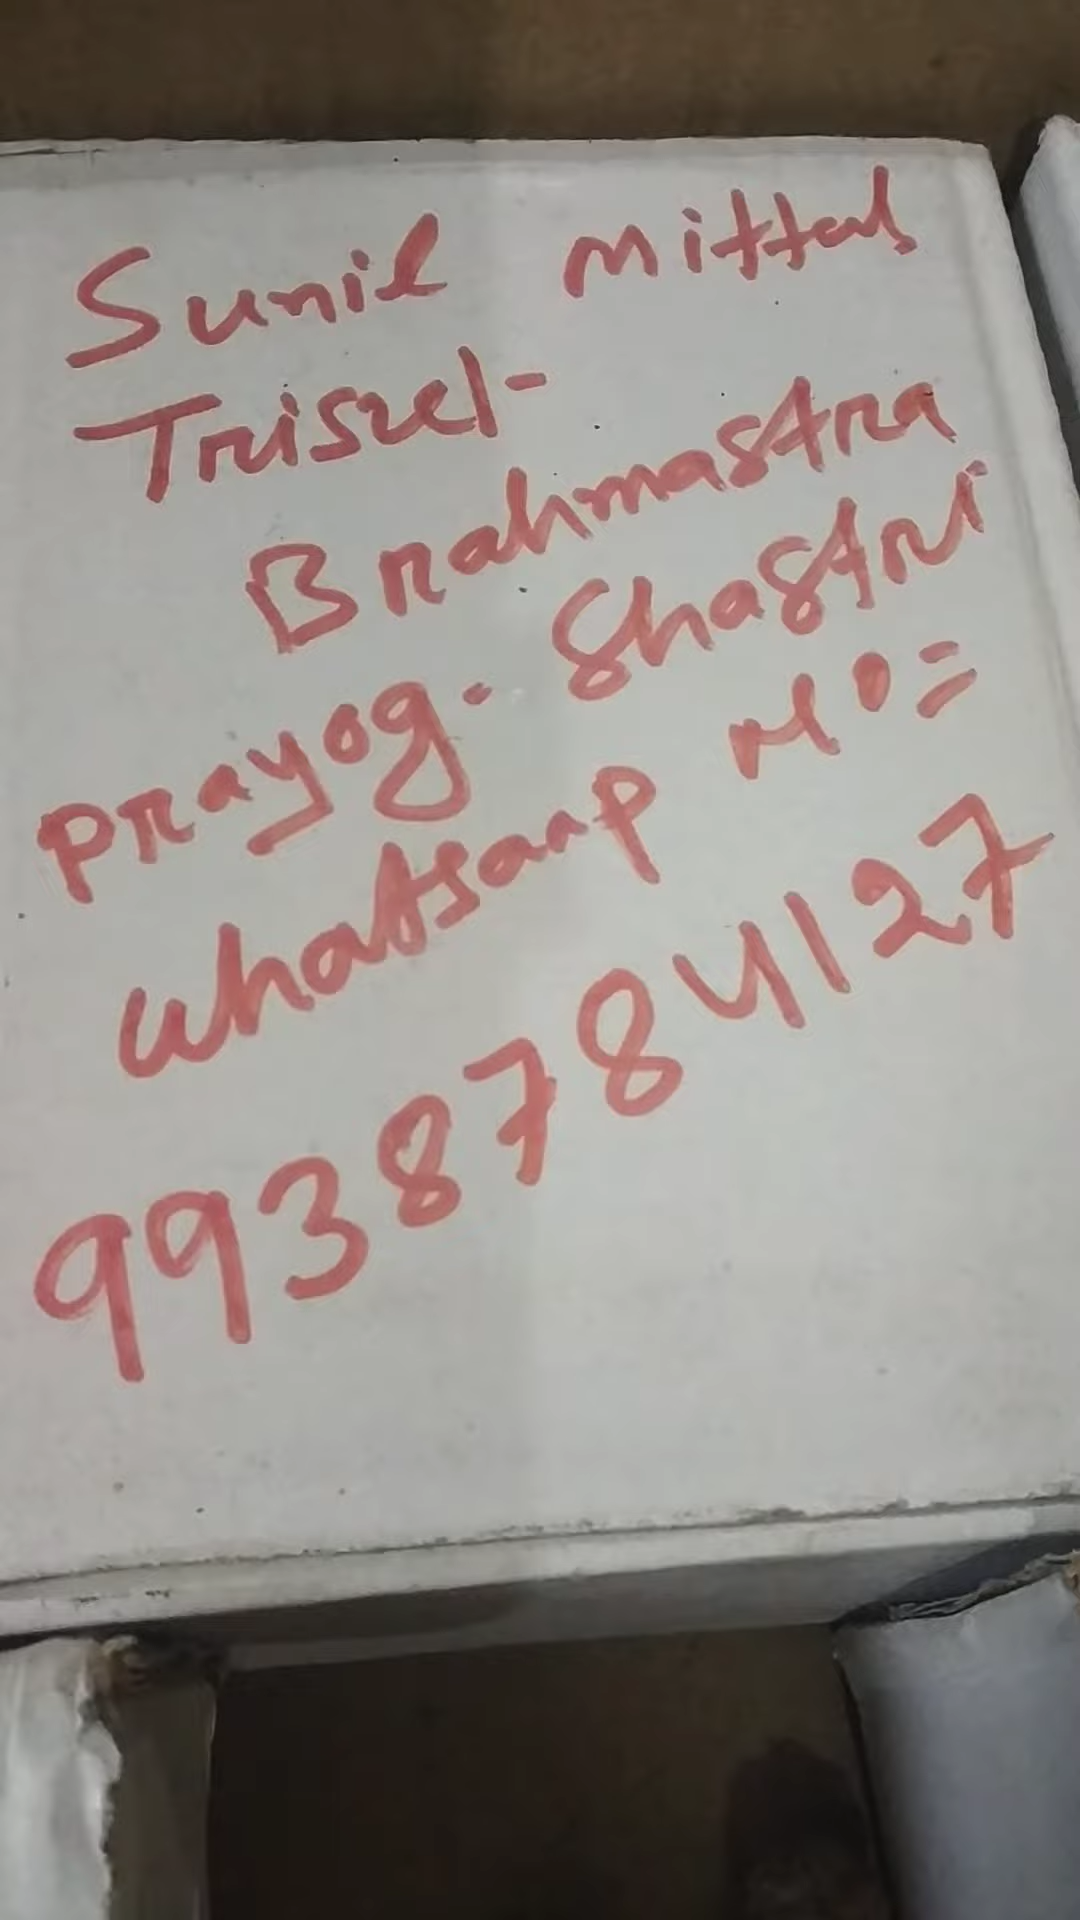 Sunil Mittal
Trisul-
Brahmastra
Prayog. Shastri
Whatsaap No=
9938784127